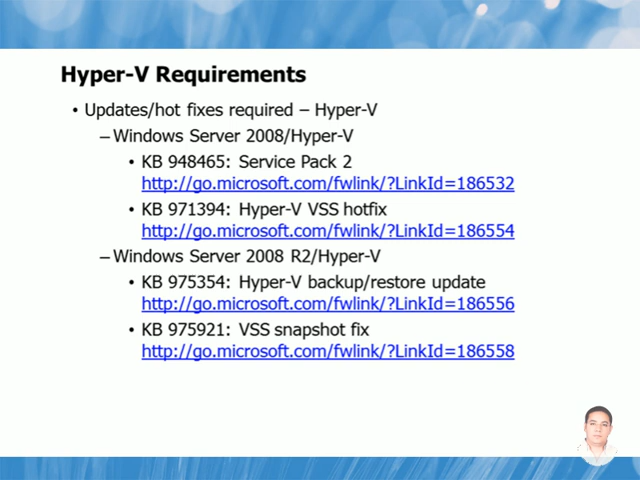 Hyper-V Requirements
• Updates/hot fixes required – Hyper-V
– Windows Server 2008/Hyper-V
• KB 948465: Service Pack 2
http://go.microsoft.com/fwlink/?LinkId=186532
• KB 971394: Hyper-V VSS hotfix
http://go.microsoft.com/fwlink/?LinkId=186554
– Windows Server 2008 R2/Hyper-V
• KB 975354: Hyper-V backup/restore update
http://go.microsoft.com/fwlink/?LinkId=186556
• KB 975921: VSS snapshot fix
http://go.microsoft.com/fwlink/?LinkId=186558